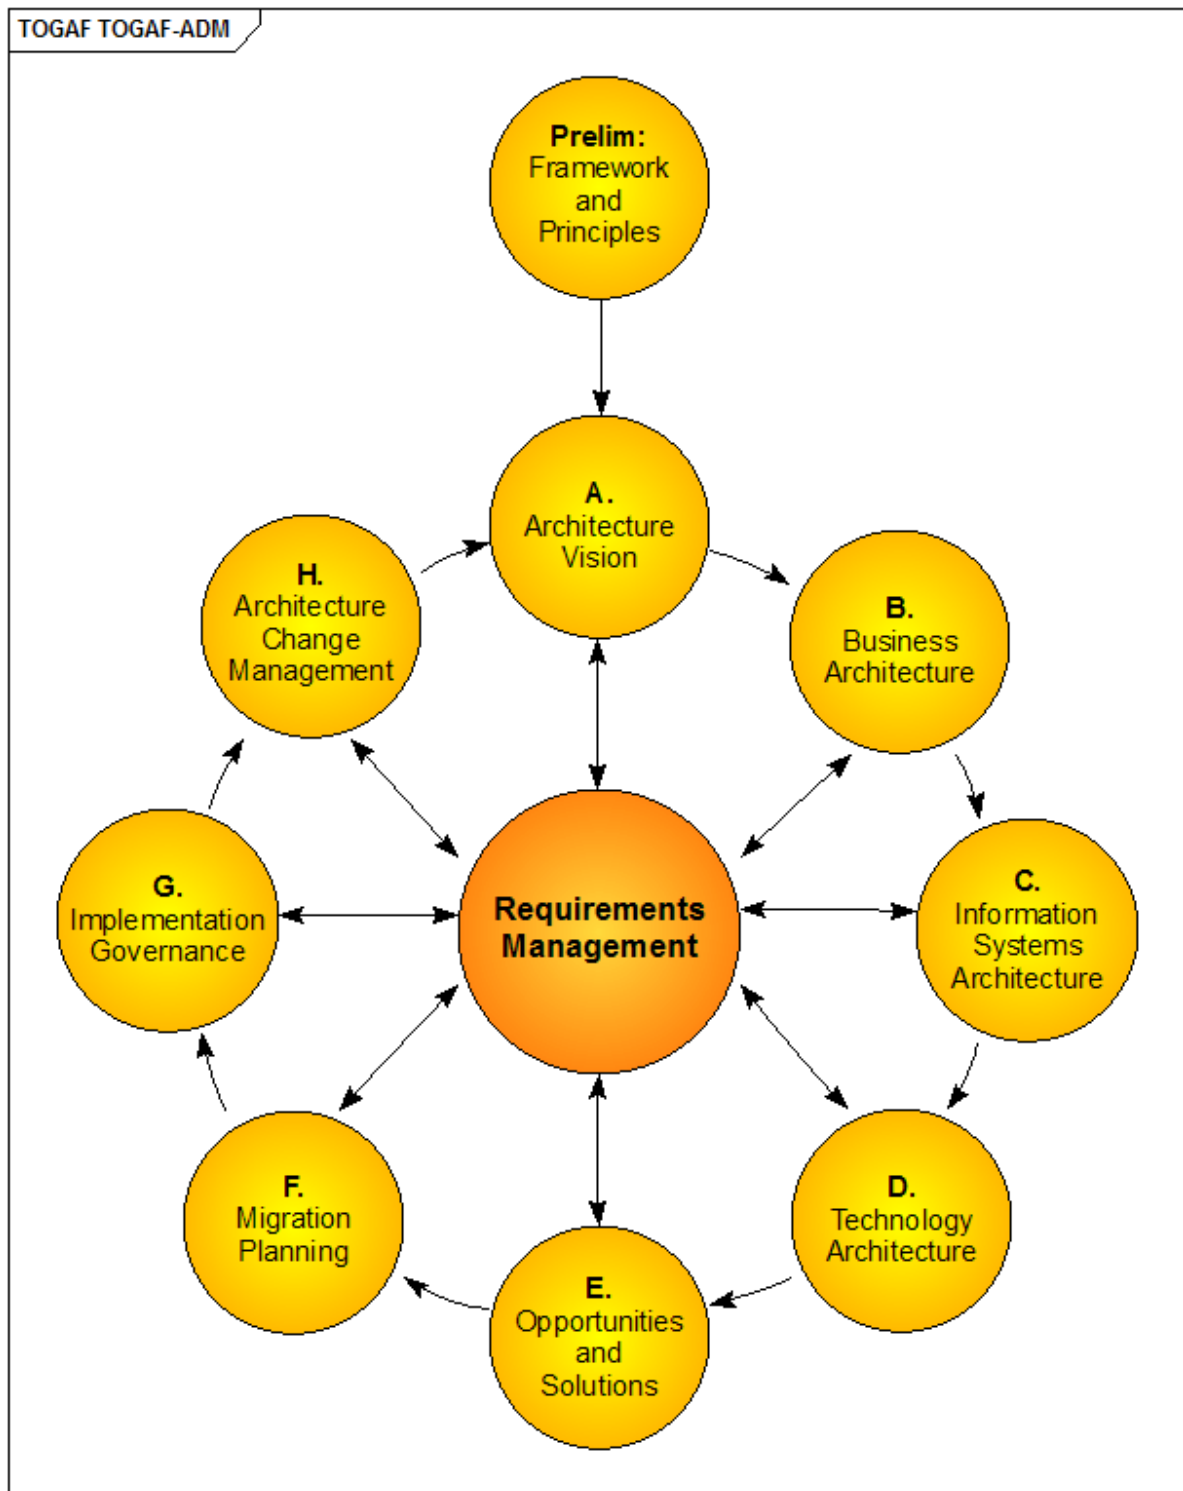 TOGAF TOGAF-ADM
Prelim:
Framework
and
Principles
A.
Architecture
Vision
B.
Business
Architecture
C.
Information
Systems
Architecture
D.
Technology
Architecture
E.
Opportunities
and
Solutions
F.
Migration
Planning
G.
Implementation
Governance
H.
Architecture
Change
Management
Requirements
Management